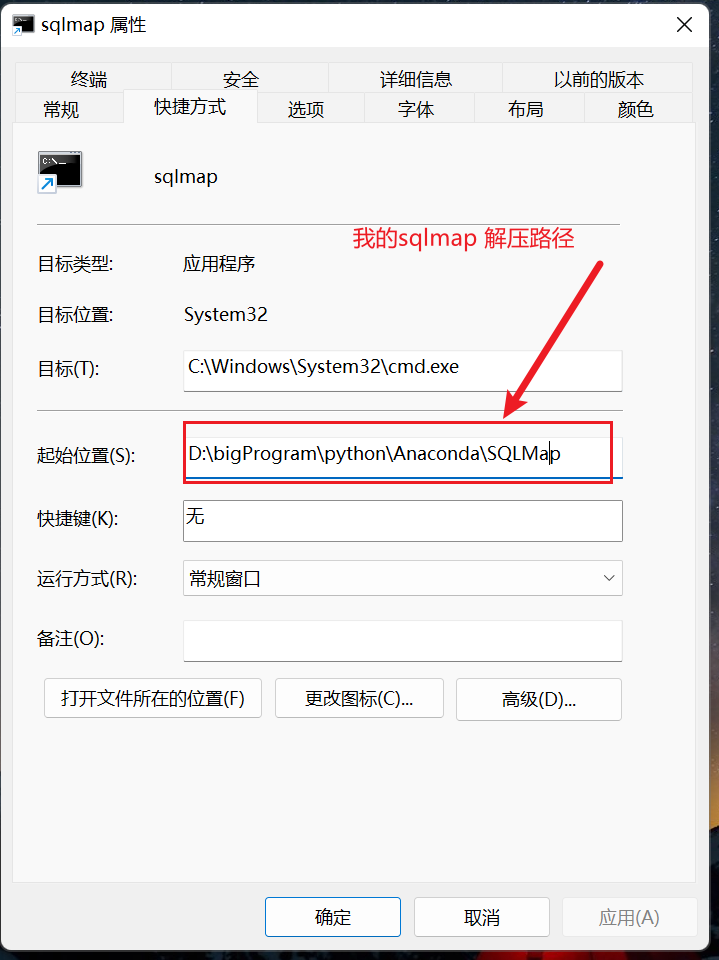 sqlmap 属性
终端 安全 详细信息 以前的版本
常规 快捷方式 选项 字体 布局 颜色
C:\_
sqlmap
我的sqlmap 解压路径
目标类型: 应用程序
目标位置: System32
目标(T): C:\Windows\System32\cmd.exe
起始位置(S): D:\bigProgram\python\Anaconda\SQLMap
快捷键(K): 无
运行方式(R): 常规窗口
备注(O):
打开文件所在的位置(F) 更改图标(C)... 高级(D)...
确定 取消 应用(A)